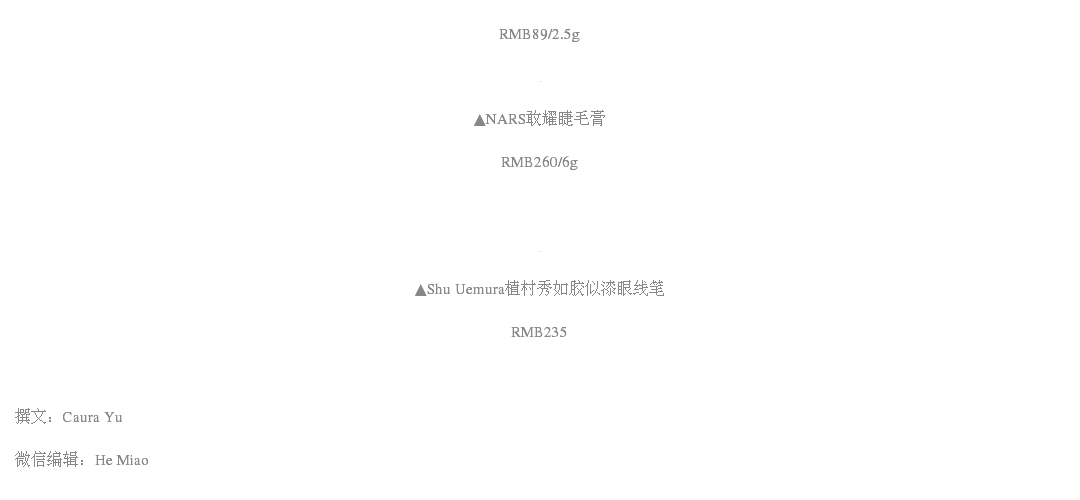 RMB89/2.5g
▲NARS敢耀睫毛膏
RMB260/6g
▲Shu Uemura植村秀如胶似漆眼线笔
RMB235
撰文：Caura Yu
微信编辑：He Miao